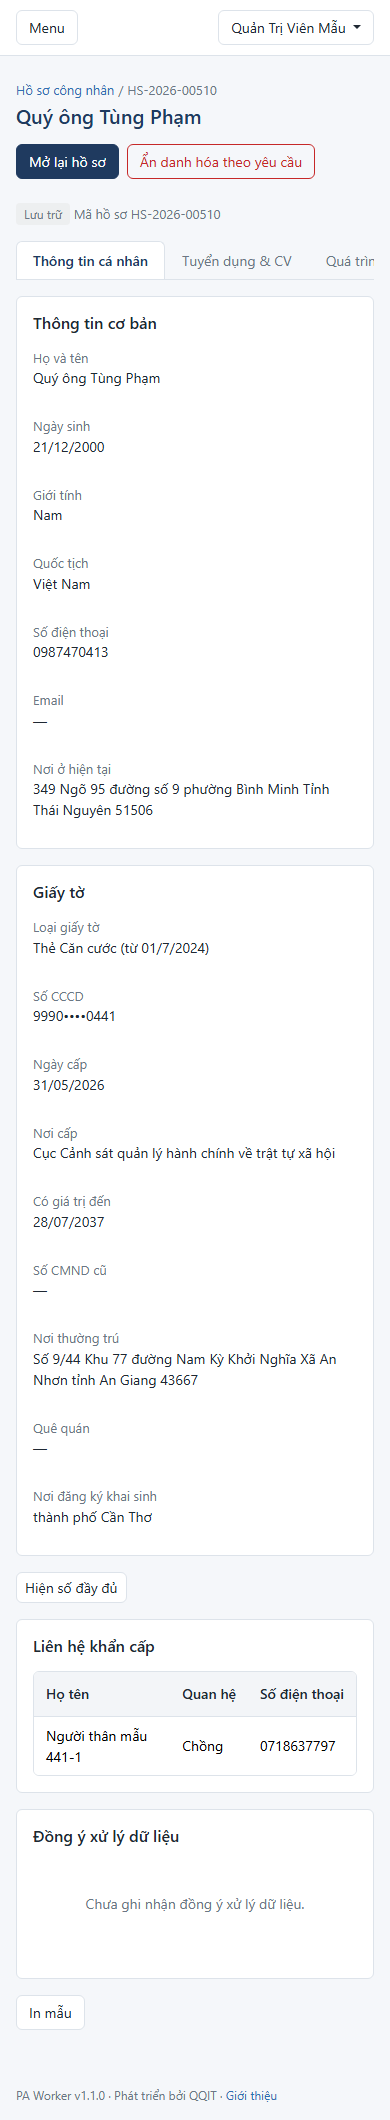 Menu
Quản Trị Viên Mẫu
Hồ sơ công nhân / HS-2026-00510
Quý ông Tùng Phạm
Mở lại hồ sơ
Ẩn danh hóa theo yêu cầu
Lưu trữ Mã hồ sơ HS-2026-00510
Thông tin cá nhân
Tuyển dụng & CV
Quá trìn
Thông tin cơ bản
Họ và tên
Quý ông Tùng Phạm
Ngày sinh
21/12/2000
Giới tính
Nam
Quốc tịch
Việt Nam
Số điện thoại
0987470413
Email
—
Nơi ở hiện tại
349 Ngõ 95 đường số 9 phường Bình Minh Tỉnh
Thái Nguyên 51506
Giấy tờ
Loại giấy tờ
Thẻ Căn cước (từ 01/7/2024)
Số CCCD
9990••••0441
Ngày cấp
31/05/2026
Nơi cấp
Cục Cảnh sát quản lý hành chính về trật tự xã hội
Có giá trị đến
28/07/2037
Số CMND cũ
—
Nơi thường trú
Số 9/44 Khu 77 đường Nam Kỳ Khởi Nghĩa Xã An
Nhơn tỉnh An Giang 43667
Quê quán
—
Nơi đăng ký khai sinh
thành phố Cần Thơ
Hiện số đầy đủ
Liên hệ khẩn cấp
Họ tên Quan hệ Số điện thoại
Người thân mẫu
441-1
Chồng
0718637797
Đồng ý xử lý dữ liệu
Chưa ghi nhận đồng ý xử lý dữ liệu.
In mẫu
PA Worker v1.1.0 · Phát triển bởi QQIT · Giới thiệu